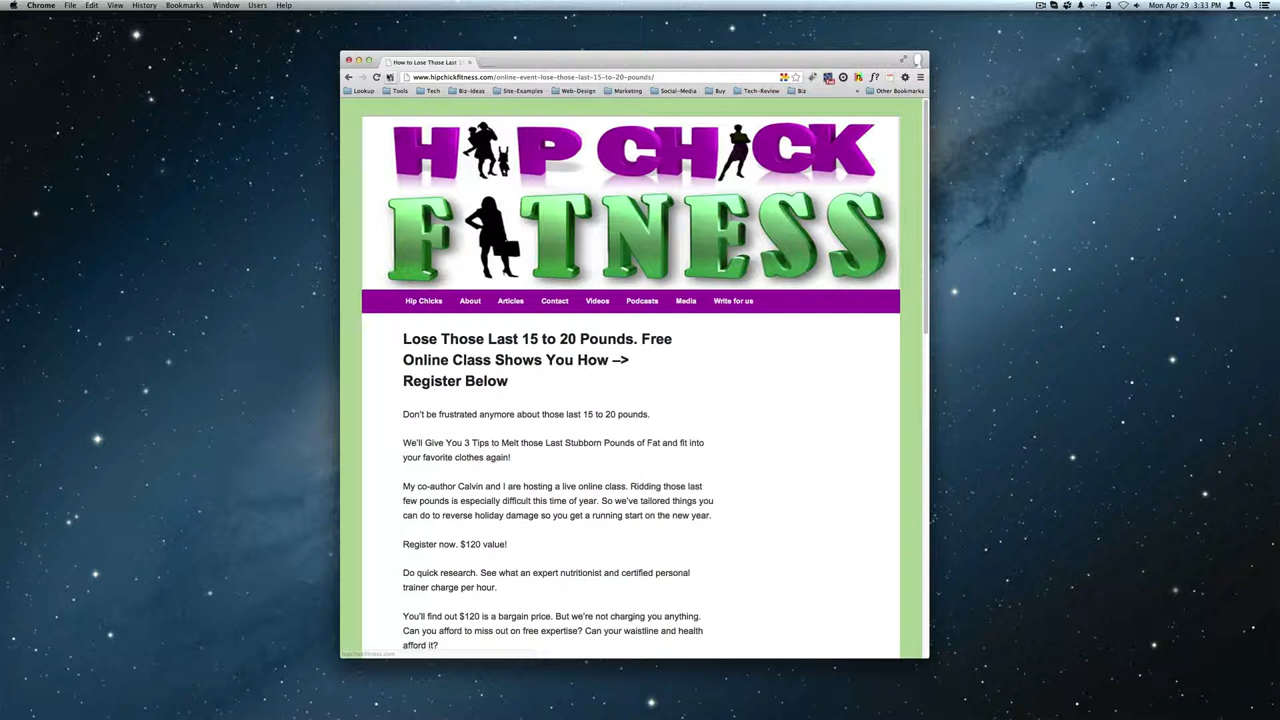 Chrome File Edit View History Bookmarks Window Users Help Mon Apr 29 3:33 PM
How to Lose Those Last 1
www.hipchickfitness.com/online-event-lose-those-last-15-to-20-pounds/
Lookup Tools Tech Biz-Ideas Site-Examples Web-Design Marketing Social-Media Buy Tech-Review Biz » Other Bookmarks
HIP CHICK
FITNESS
Hip Chicks About Articles Contact Videos Podcasts Media Write for us
Lose Those Last 15 to 20 Pounds. Free
Online Class Shows You How –>
Register Below
Don't be frustrated anymore about those last 15 to 20 pounds.
We'll Give You 3 Tips to Melt those Last Stubborn Pounds of Fat and fit into
your favorite clothes again!
My co-author Calvin and I are hosting a live online class. Ridding those last
few pounds is especially difficult this time of year. So we've tailored things you
can do to reverse holiday damage so you get a running start on the new year.
Register now. $120 value!
Do quick research. See what an expert nutritionist and certified personal
trainer charge per hour.
You'll find out $120 is a bargain price. But we're not charging you anything.
Can you afford to miss out on free expertise? Can your waistline and health
afford it?